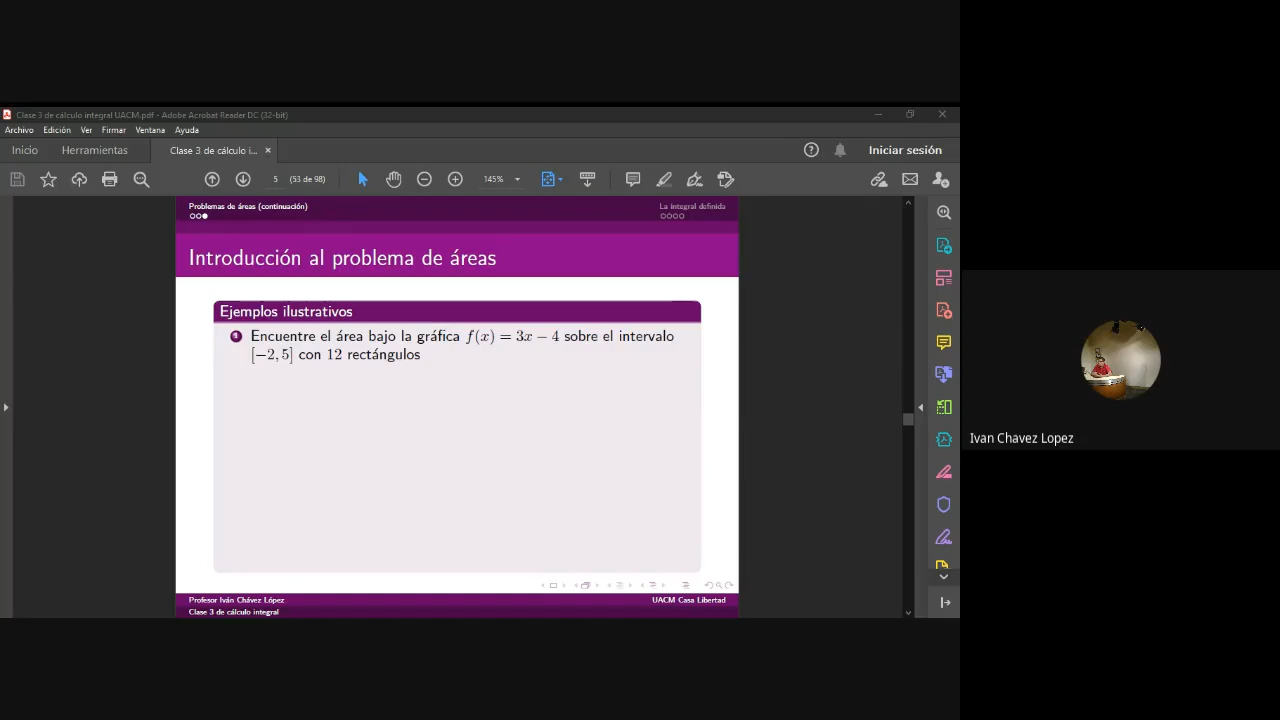 Clase 3 de cálculo integral UACM.pdf - Adobe Acrobat Reader DC (32-bit)
Archivo Edición Ver Firmar Ventana Ayuda
Inicio Herramientas Clase 3 de cálculo i... × Iniciar sesión
5 (53 de 98) 145%
Problemas de áreas (continuación) La integral definida
Introducción al problema de áreas
Ejemplos ilustrativos
1 Encuentre el área bajo la gráfica f(x) = 3x − 4 sobre el intervalo
[−2, 5] con 12 rectángulos
Ivan Chavez Lopez
Profesor Iván Chávez López UACM Casa Libertad
Clase 3 de cálculo integral